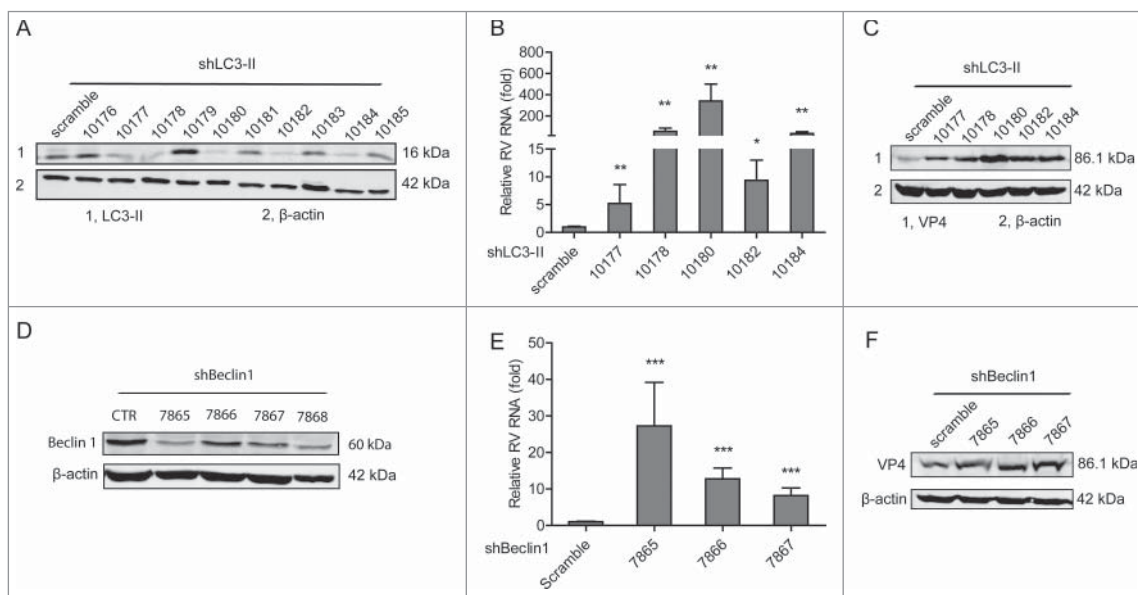 A
shLC3-II
scramble 10176 10177 10178 10179 10180 10181 10182 10183 10184 10185
1 16 kDa
2 42 kDa
1, LC3-II 2, β-actin
B
Relative RV RNA (fold)
800
600
400
200
15
10
5
0
** ** ** * **
shLC3-II
scramble 10177 10178 10180 10182 10184
C
shLC3-II
scramble 10177 10178 10180 10182 10184
1 86.1 kDa
2 42 kDa
1, VP4 2, β-actin
D
shBeclin1
CTR 7865 7866 7867 7868
Beclin 1 60 kDa
β-actin 42 kDa
E
Relative RV RNA (fold)
50
40
30
20
10
0
*** *** ***
shBeclin1
Scramble 7865 7866 7867
F
shBeclin1
scramble 7865 7866 7867
VP4 86.1 kDa
β-actin 42 kDa